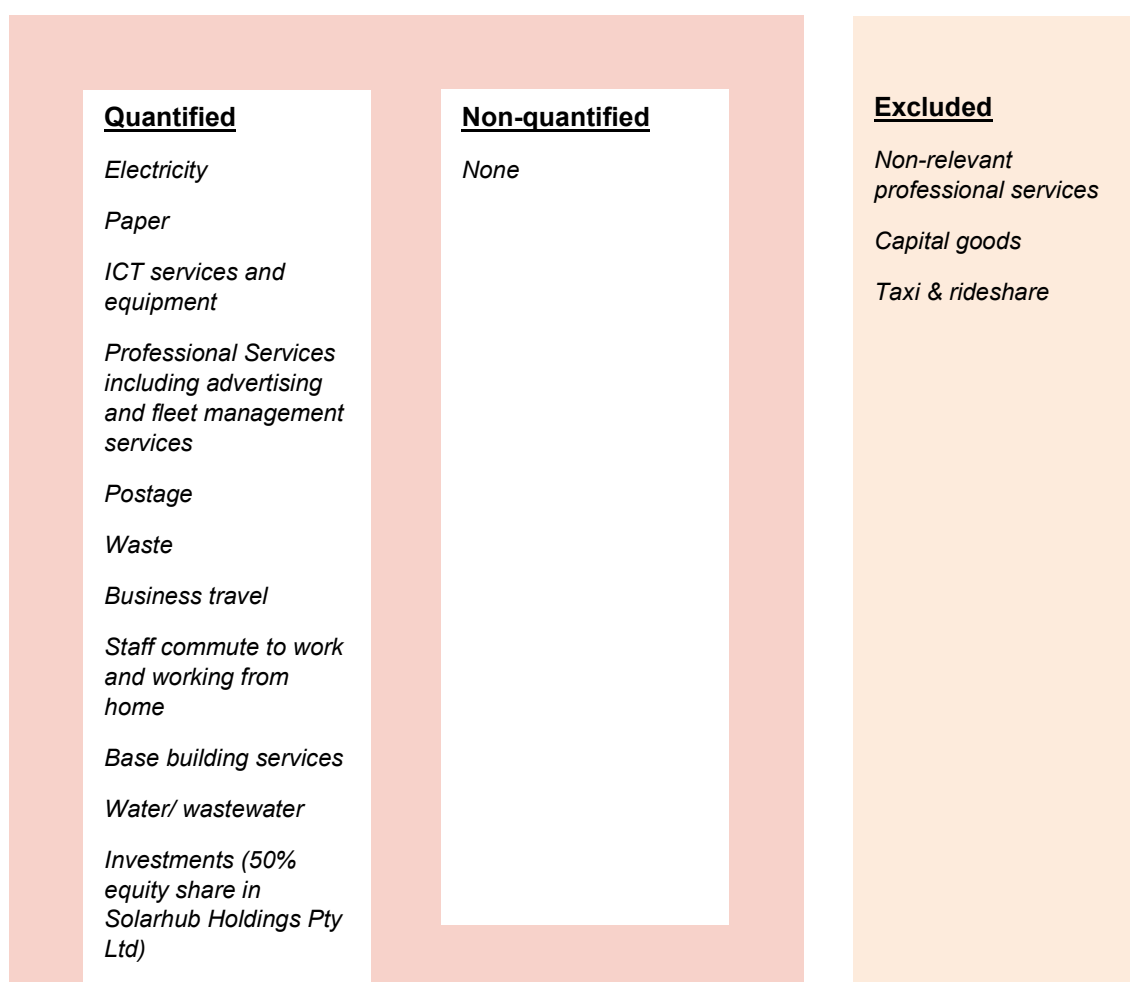 Quantified
Electricity
Paper
ICT services and
equipment
Professional Services
including advertising
and fleet management
services
Postage
Waste
Business travel
Staff commute to work
and working from
home
Base building services
Water/ wastewater
Investments (50%
equity share in
Solarhub Holdings Pty
Ltd)
Non-quantified
None
Excluded
Non-relevant
professional services
Capital goods
Taxi & rideshare